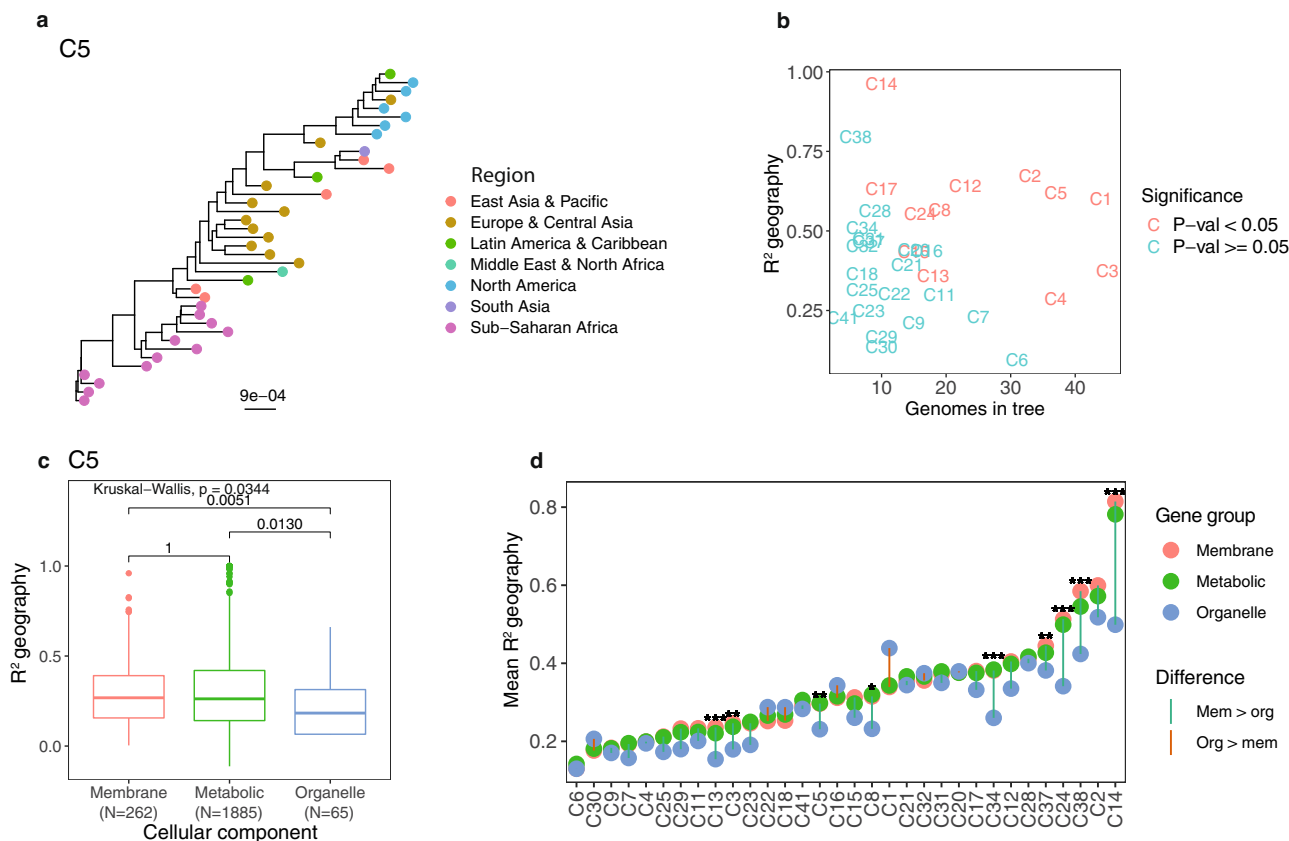 a
C5
9e−04
Region
East Asia & Pacific
Europe & Central Asia
Latin America & Caribbean
Middle East & North Africa
North America
South Asia
Sub−Saharan Africa
b
R² geography
1.00
0.75
0.50
0.25
C14
C38
C2
C17
C12
C5
C1
C28
C24
C8
C34
C37
C32
C16
C21
C3
C18
C13
C25
C22
C11
C4
C23
C41
C9
C7
C29
C30
C6
10
20
30
40
Genomes in tree
Significance
C P−val < 0.05
C P−val >= 0.05
c C5
Kruskal−Wallis, p = 0.0344
0.0051
0.0130
1
R² geography
1.0
0.5
0.0
Membrane
(N=262)
Metabolic
(N=1885)
Organelle
(N=65)
Cellular component
d
Mean R² geography
0.8
0.6
0.4
0.2
*** ** ** * *** ** *** *** ***
C6 C30 C9 C7 C4 C25 C29 C11 C13 C3 C23 C22 C18 C41 C5 C16 C15 C8 C1 C21 C32 C31 C20 C17 C34 C12 C28 C37 C24 C38 C2 C14
Gene group
Membrane
Metabolic
Organelle
Difference
Mem > org
Org > mem